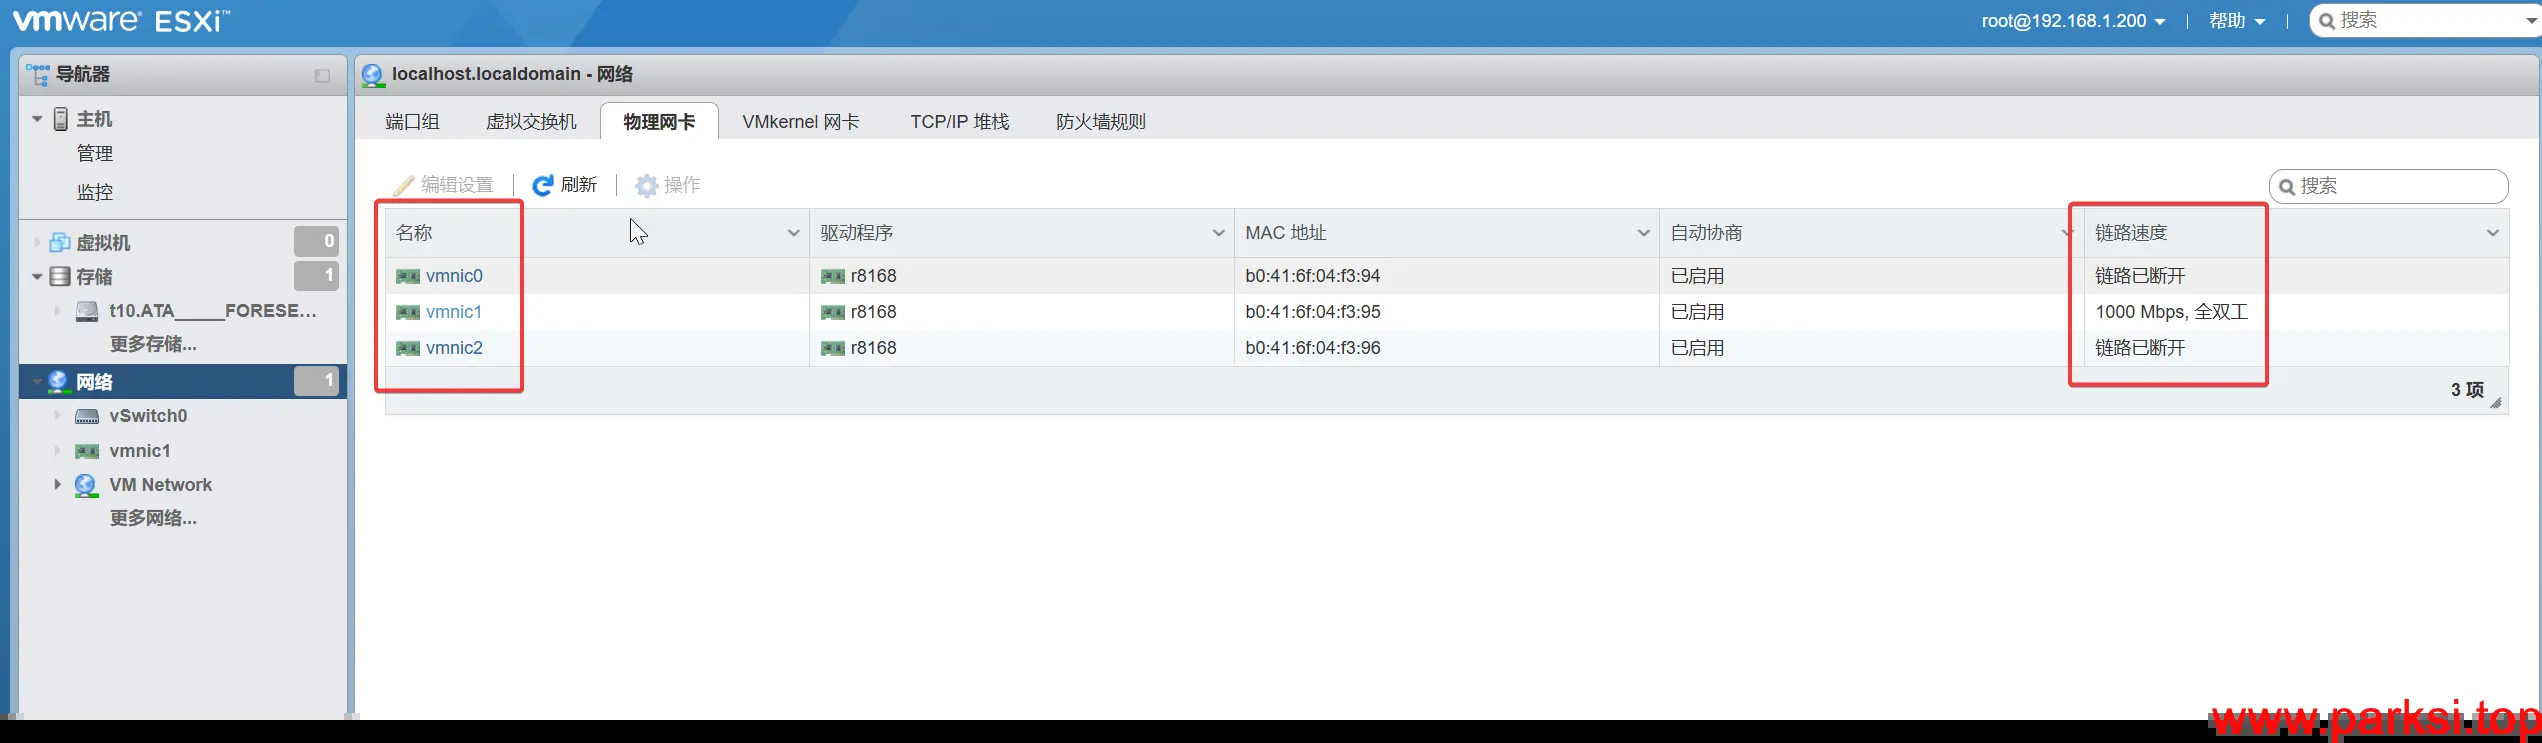 vmware ESXi™
root@192.168.1.200 | 帮助 | 搜索
导航器
主机
管理
监控
虚拟机 0
存储 1
t10.ATA_____FORESE...
更多存储...
网络 1
vSwitch0
vmnic1
VM Network
更多网络...
localhost.localdomain - 网络
端口组 虚拟交换机 物理网卡 VMkernel 网卡 TCP/IP 堆栈 防火墙规则
编辑设置 | 刷新 | 操作 搜索
名称 驱动程序 MAC 地址 自动协商 链路速度
vmnic0 r8168 b0:41:6f:04:f3:94 已启用 链路已断开
vmnic1 r8168 b0:41:6f:04:f3:95 已启用 1000 Mbps, 全双工
vmnic2 r8168 b0:41:6f:04:f3:96 已启用 链路已断开
3 项
www.parksi.top